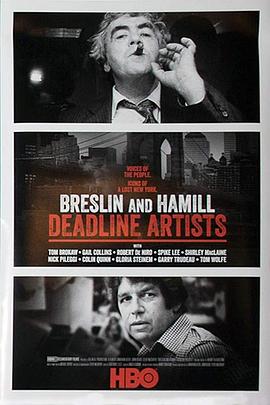 VOICES OF
THE PEOPLE.
ICONS OF
A LOST NEW YORK.
BRESLIN AND HAMILL
DEADLINE ARTISTS
WITH
TOM BROKAW • GAIL COLLINS • ROBERT DE NIRO • SPIKE LEE • SHIRLEY MacLAINE
NICK PILEGGI • COLIN QUINN • GLORIA STEINEM • GARRY TRUDEAU • TOM WOLFE
HBO